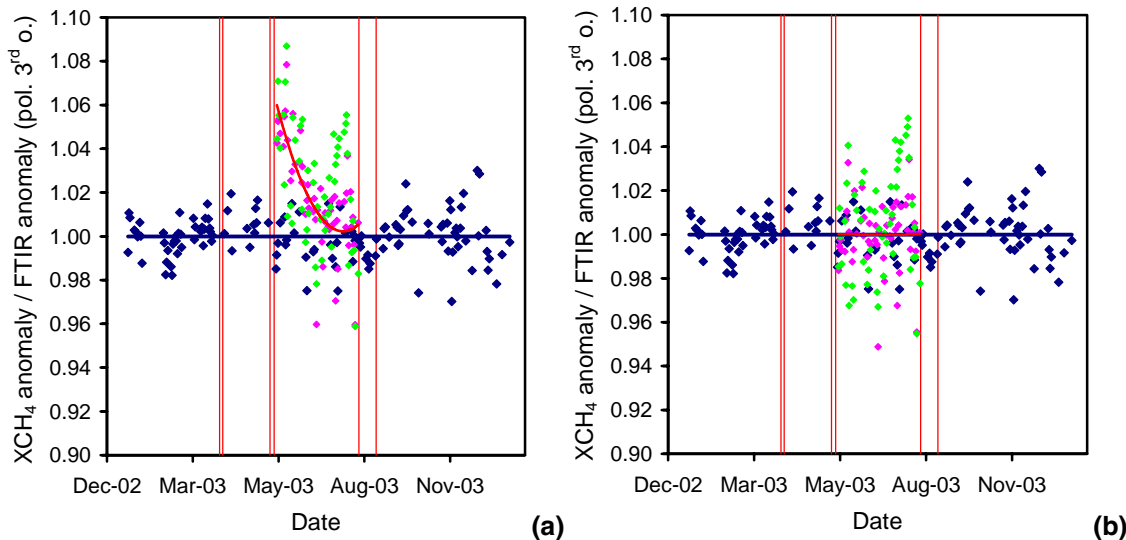 XCH₄ anomaly / FTIR anomaly (pol. 3ʳᵈ o.)
1.10
1.08
1.06
1.04
1.02
1.00
0.98
0.96
0.94
0.92
0.90
Dec-02 Mar-03 May-03 Aug-03 Nov-03
Date
(a)
XCH₄ anomaly / FTIR anomaly (pol. 3ʳᵈ o.)
1.10
1.08
1.06
1.04
1.02
1.00
0.98
0.96
0.94
0.92
0.90
Dec-02 Mar-03 May-03 Aug-03 Nov-03
Date
(b)